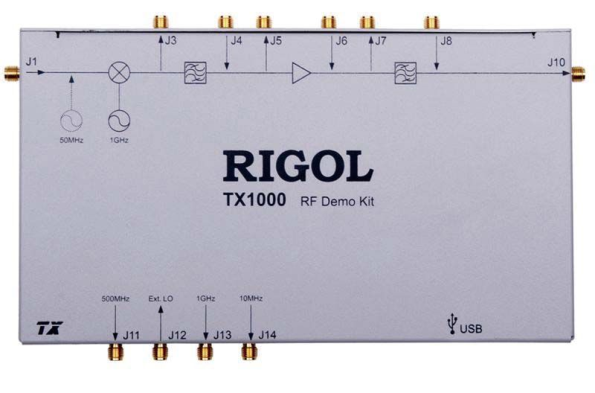 J3 J4 J5 J6 J7 J8
J1 J10
50MHz 1GHz
RIGOL
TX1000 RF Demo Kit
500MHz Ext. LO 1GHz 10MHz
TX J11 J12 J13 J14 USB